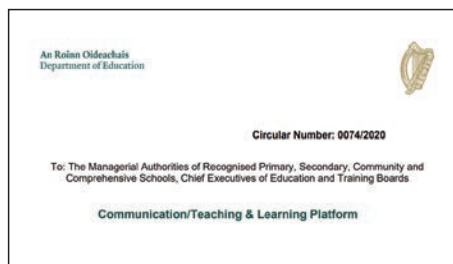 An Roinn Oideachais
Department of Education
Circular Number: 0074/2020
To: The Managerial Authorities of Recognised Primary, Secondary, Community and
Comprehensive Schools, Chief Executives of Education and Training Boards
Communication/Teaching & Learning Platform